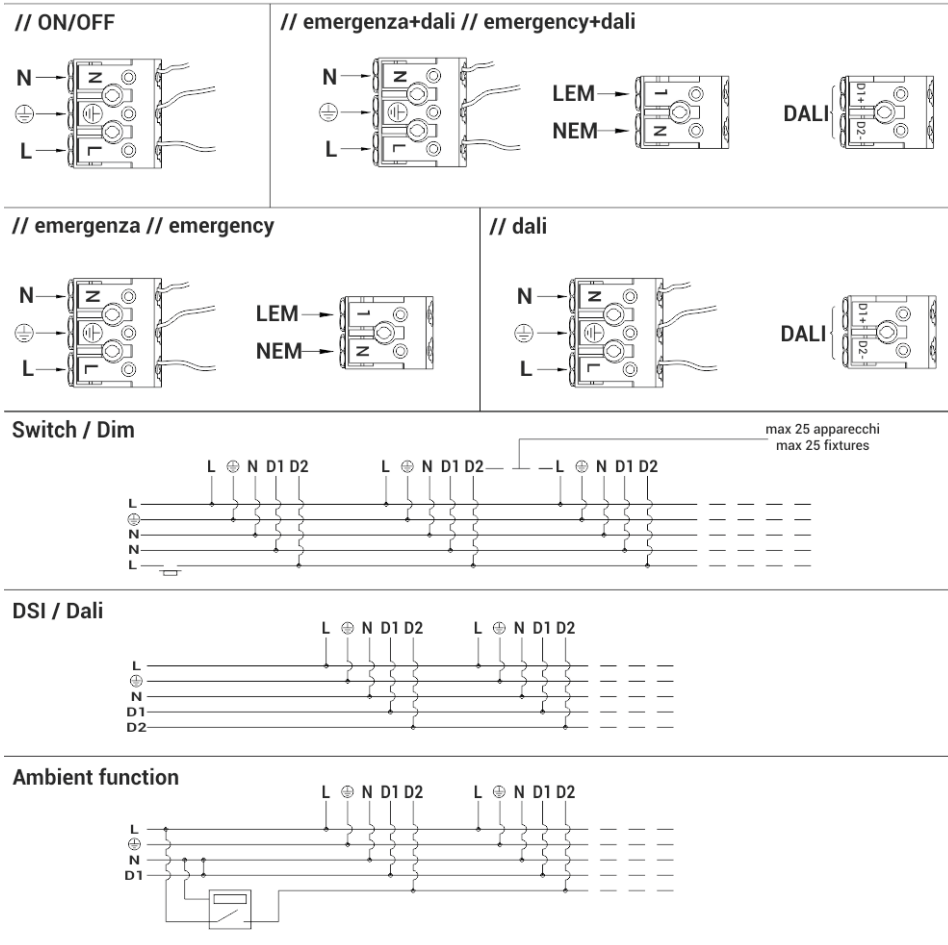 // ON/OFF
N
L
N
L
// emergenza+dali // emergency+dali
N
L
N
L
LEM
NEM
1
N
DALI
D1+
D2-
// emergenza // emergency
N
L
N
L
LEM
NEM
1
N
// dali
N
L
N
L
DALI
D1+
D2-
Switch / Dim
max 25 apparecchi
max 25 fixtures
L N D1 D2 L N D1 D2 L N D1 D2
L
N
N
L
DSI / Dali
L N D1 D2 L N D1 D2
L
N
D1
D2
Ambient function
L N D1 D2 L N D1 D2
L
N
D1